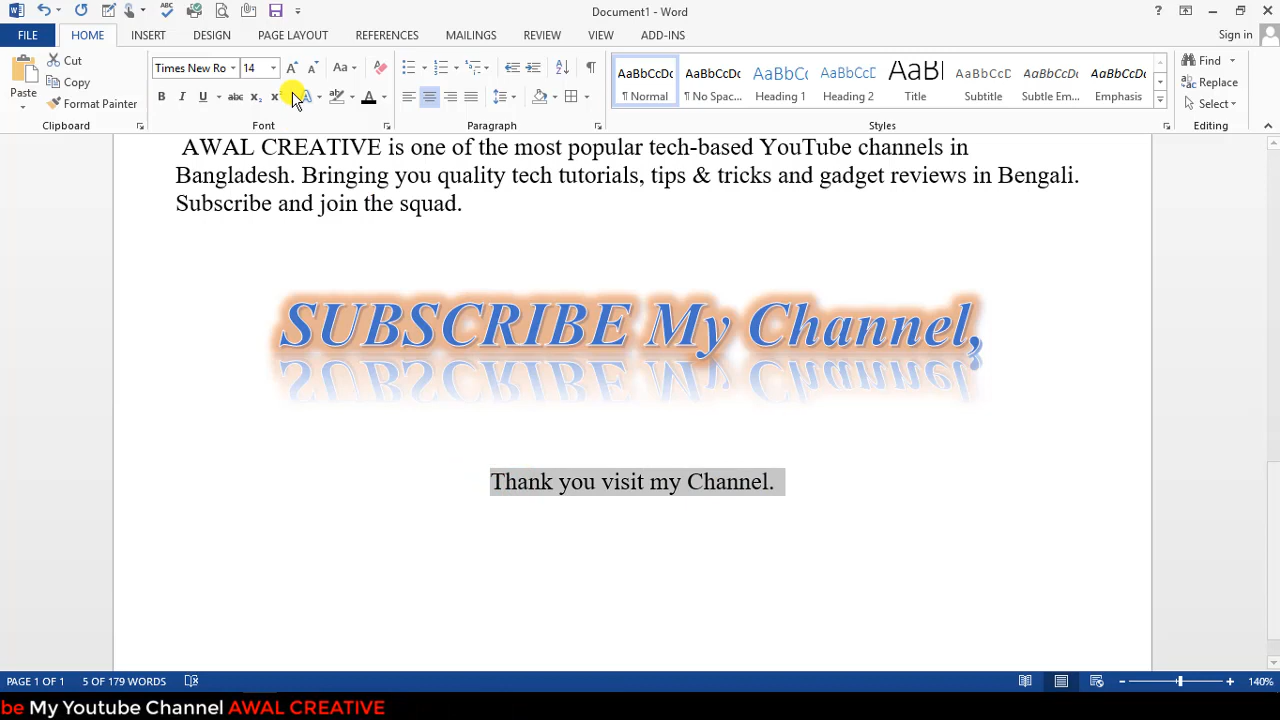 Document1 - Word
Sign in
FILE HOME INSERT DESIGN PAGE LAYOUT REFERENCES MAILINGS REVIEW VIEW ADD-INS
Paste
Cut
Copy
Format Painter
Clipboard
Times New Ro 14
Font
Paragraph
AaBbCcDc AaBbCcDc AaBbCc AaBbCcC AaBl AaBbCcC AaBbCcDc AaBbCcDc
¶ Normal ¶ No Spac... Heading 1 Heading 2 Title Subtitle Subtle Em... Emphasis
Styles
Find
Replace
Select
Editing
AWAL CREATIVE is one of the most popular tech-based YouTube channels in
Bangladesh. Bringing you quality tech tutorials, tips & tricks and gadget reviews in Bengali.
Subscribe and join the squad.
SUBSCRIBE My Channel,
Thank you visit my Channel.
PAGE 1 OF 1 5 OF 179 WORDS 140%
be My Youtube Channel AWAL CREATIVE